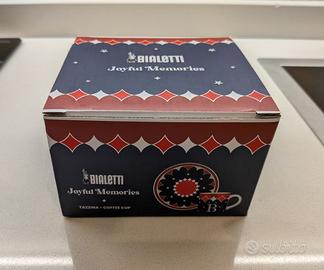 BIALETTI
Joyful Memories
BIALETTI
Joyful Memories
TAZZINA - COFFEE CUP
B
subito